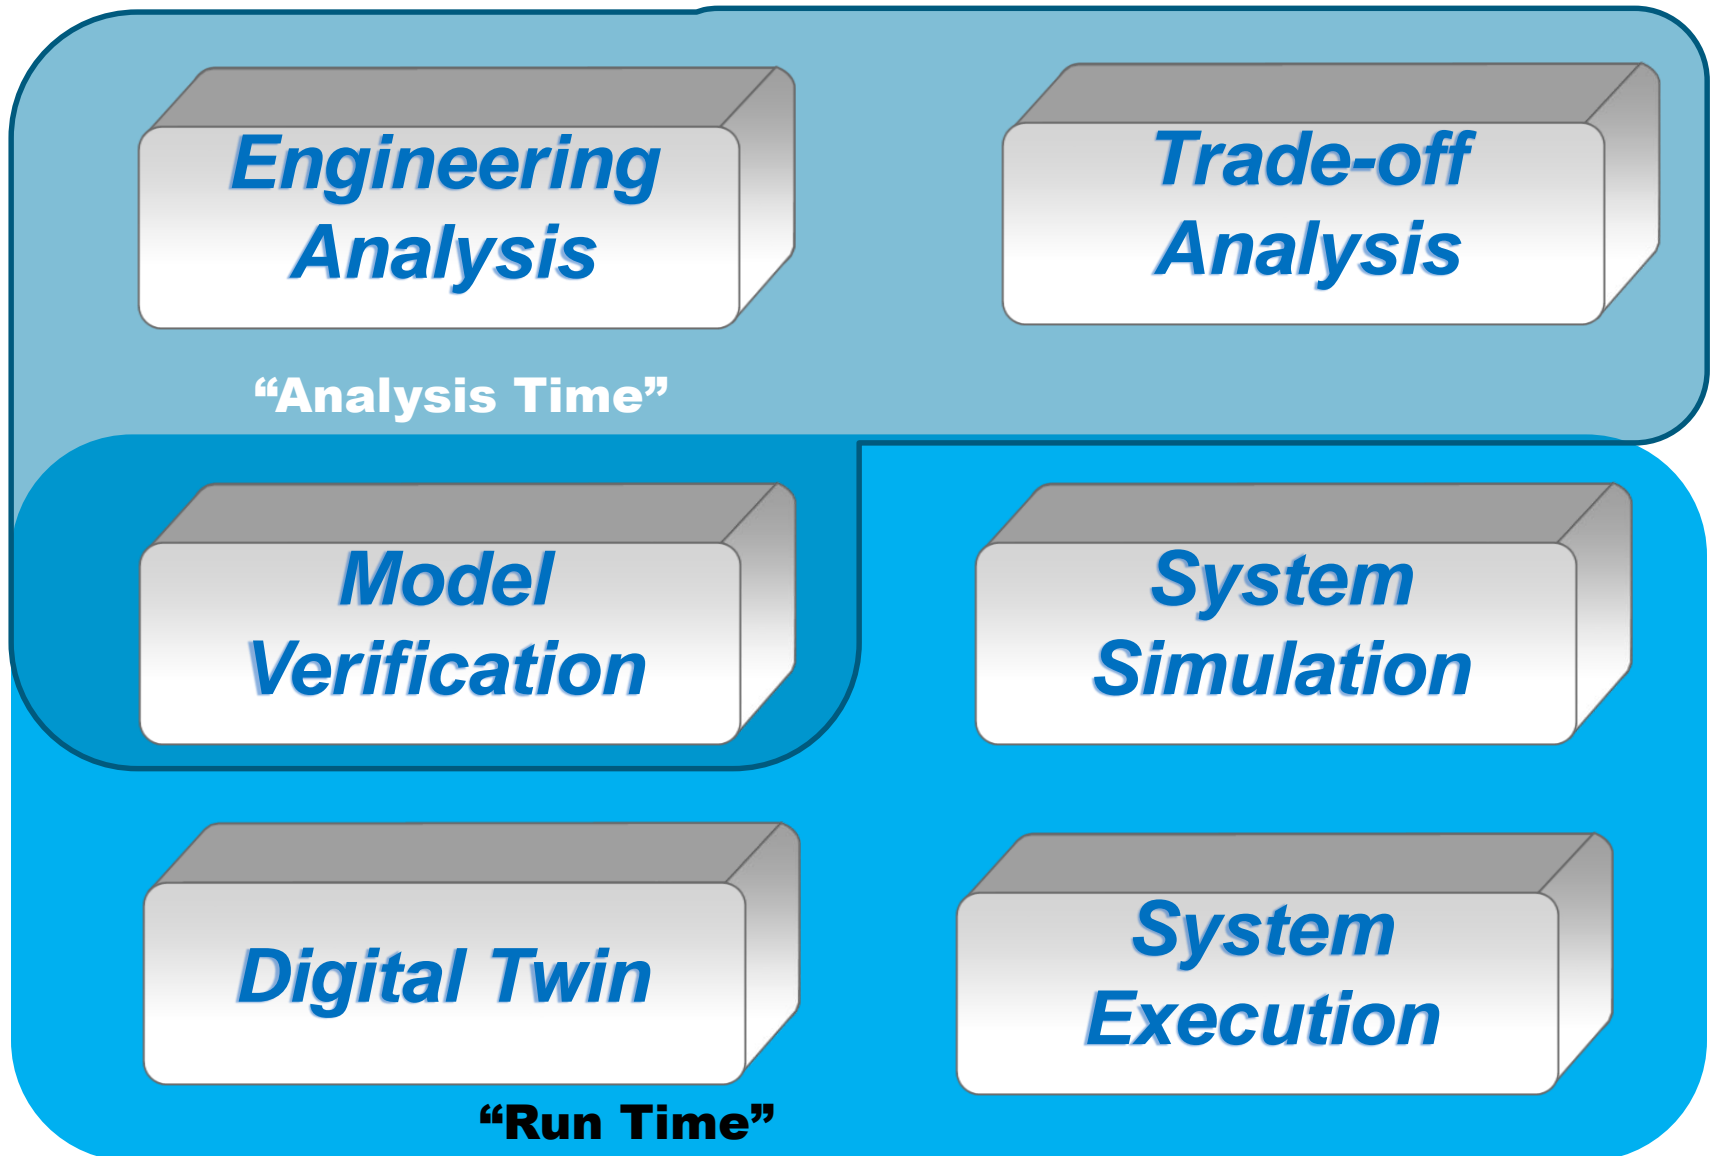 Engineering
Analysis
Trade-off
Analysis
“Analysis Time”
Model
Verification
System
Simulation
Digital Twin
System
Execution
“Run Time”